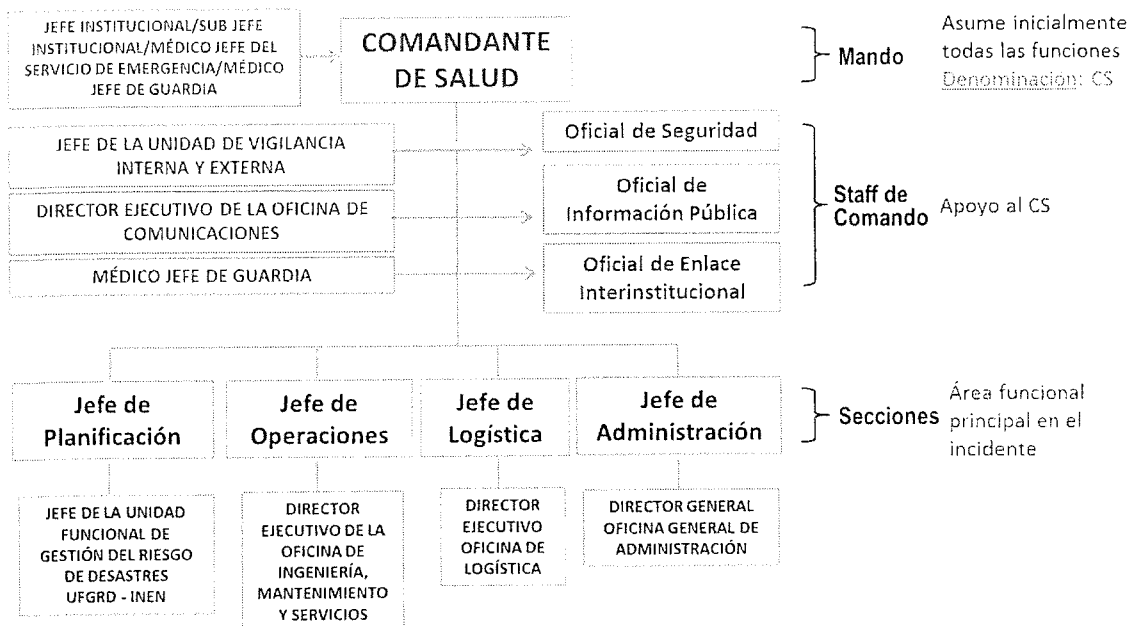 JEFE INSTITUCIONAL/SUB JEFE
INSTITUCIONAL/MÉDICO JEFE DEL
SERVICIO DE EMERGENCIA/MÉDICO
JEFE DE GUARDIA
COMANDANTE
DE SALUD
Mando
Asume inicialmente
todas las funciones
Denominación: CS
JEFE DE LA UNIDAD DE VIGILANCIA
INTERNA Y EXTERNA
Oficial de Seguridad
DIRECTOR EJECUTIVO DE LA OFICINA DE
COMUNICACIONES
Oficial de
Información Pública
MÉDICO JEFE DE GUARDIA
Oficial de Enlace
Interinstitucional
Staff de
Comando
Apoyo al CS
Jefe de
Planificación
Jefe de
Operaciones
Jefe de
Logística
Jefe de
Administración
Secciones
Área funcional
principal en el
incidente
JEFE DE LA UNIDAD
FUNCIONAL DE
GESTIÓN DEL RIESGO
DE DESASTRES
UFGRD - INEN
DIRECTOR
EJECUTIVO DE LA
OFICINA DE
INGENIERÍA,
MANTENIMIENTO
Y SERVICIOS
DIRECTOR
EJECUTIVO
OFICINA DE
LOGÍSTICA
DIRECTOR GENERAL
OFICINA GENERAL DE
ADMINISTRACIÓN